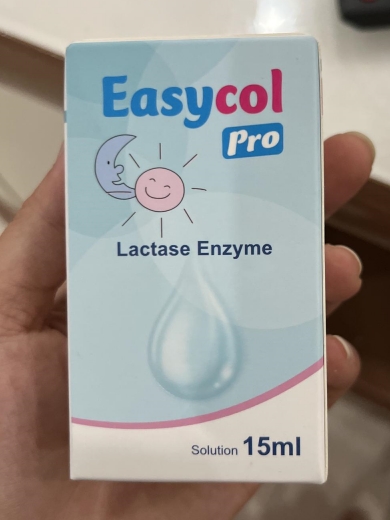 Easycol
Pro
Lactase Enzyme
Solution 15ml